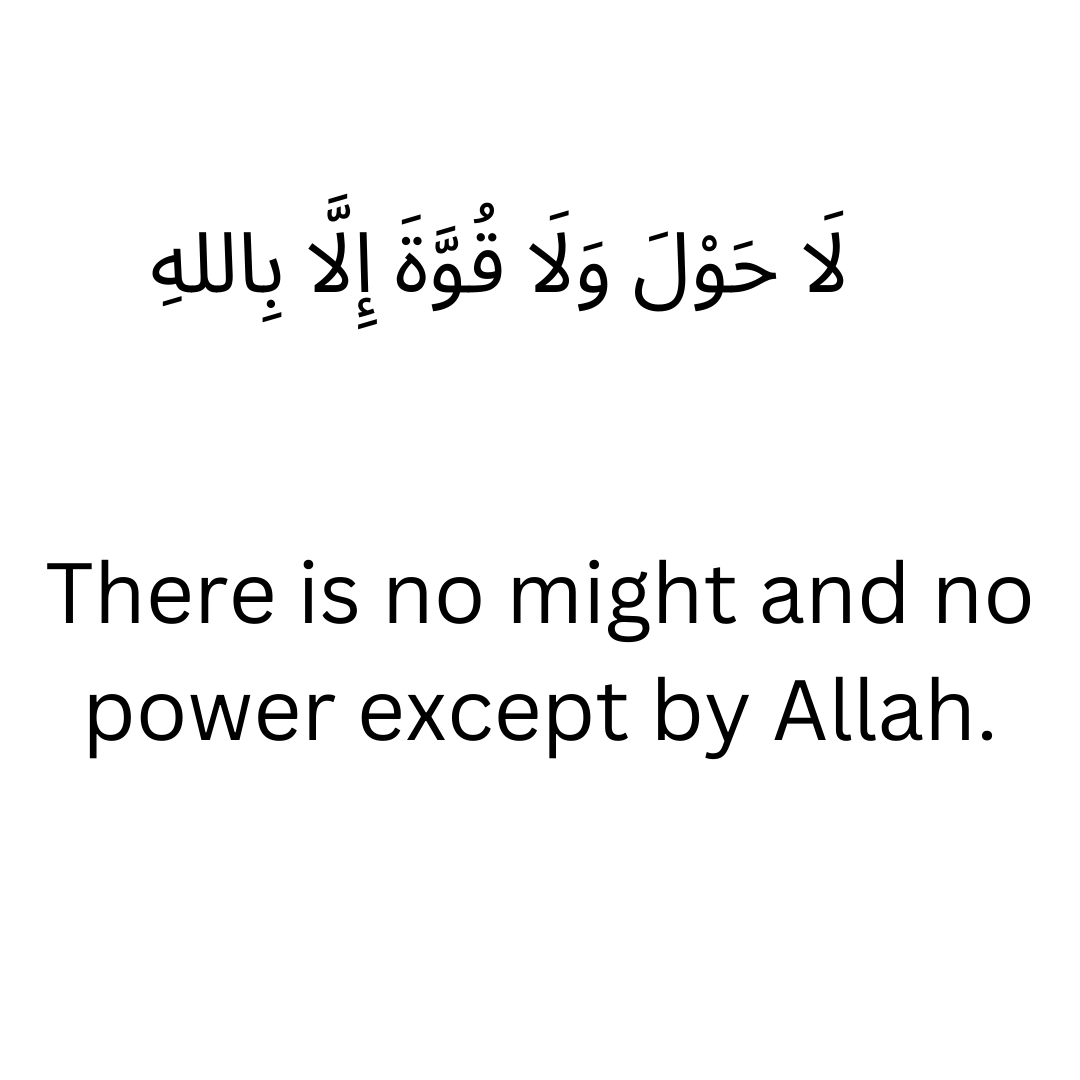 لَا حَوْلَ وَلَا قُوَّةَ إِلَّا بِاللهِ
There is no might and no
power except by Allah.